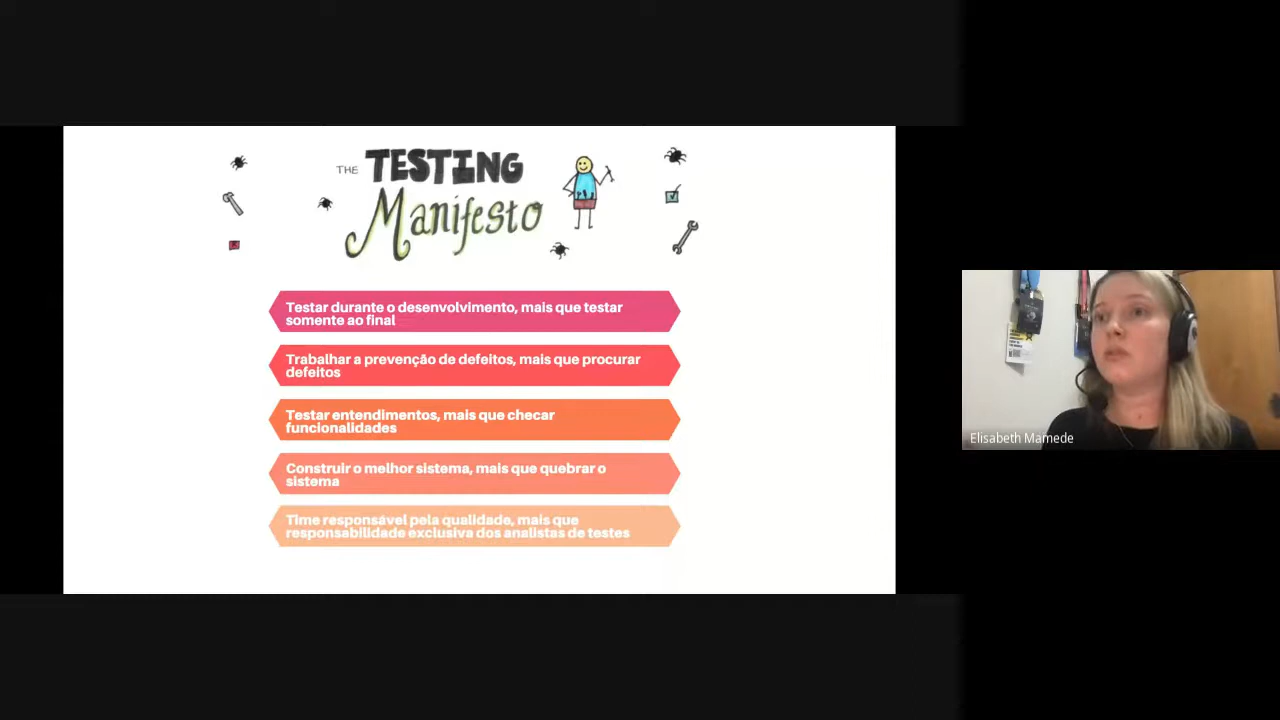 THE TESTING
Manifesto
Testar durante o desenvolvimento, mais que testar
somente ao final
Trabalhar a prevenção de defeitos, mais que procurar
defeitos
Testar entendimentos, mais que checar
funcionalidades
Construir o melhor sistema, mais que quebrar o
sistema
Time responsável pela qualidade, mais que
responsabilidade exclusiva dos analistas de testes
Elisabeth Mamede